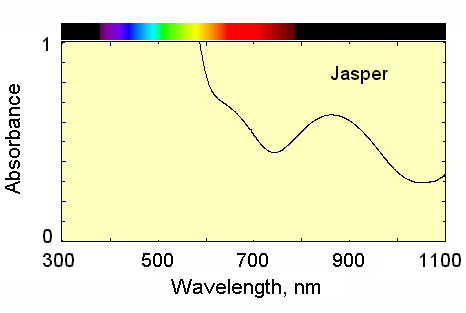 1
Jasper
Absorbance
0
300 500 700 900 1100
Wavelength, nm